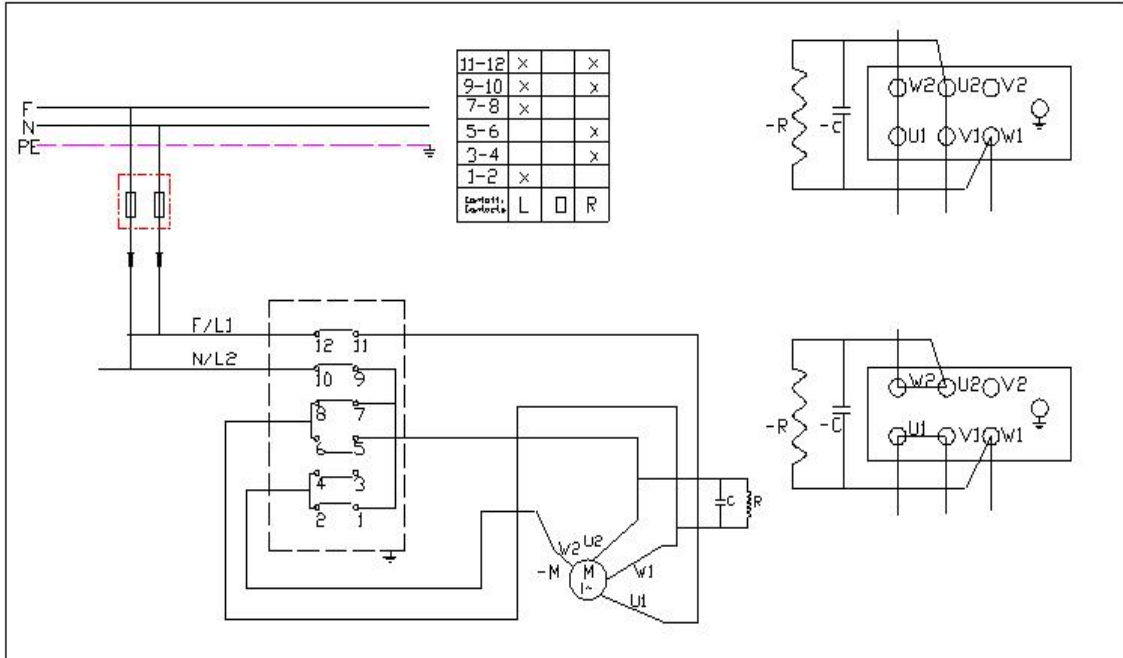 F
N
PE
11-12 × ×
9-10 × ×
7-8 ×
5-6 ×
3-4 ×
1-2 ×
L 0 R
F/L1
N/L2
12 11
10 9
8 7
6 5
4 3
2 1
W2 U2
-M M W1
1~
U1
C R
-R -C
W2 U2 V2
U1 V1 W1
-R -C
W2 U2 V2
U1 V1 W1